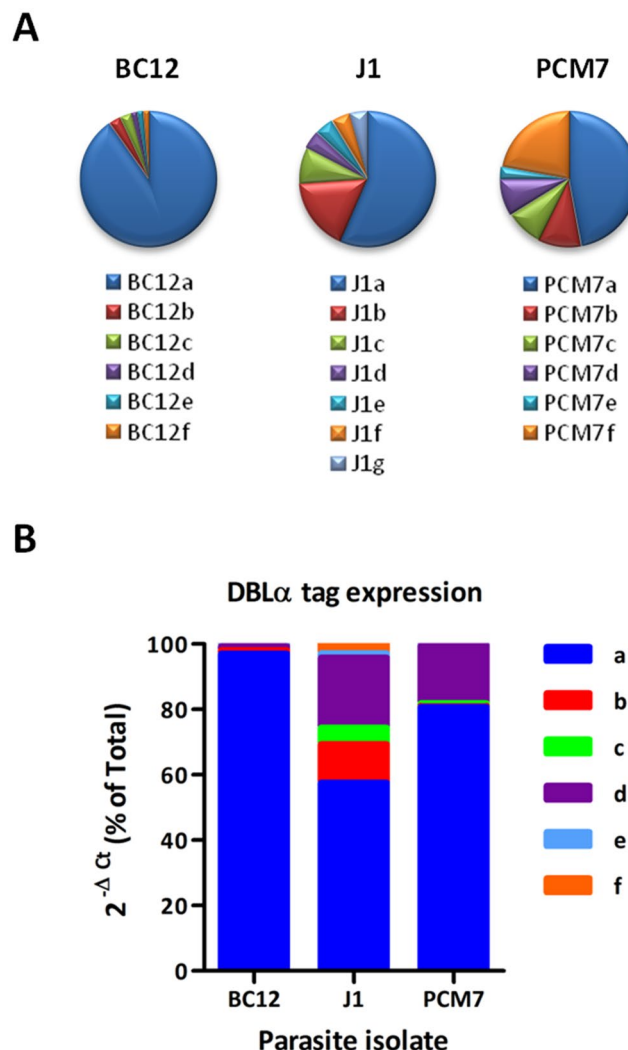 A
BC12 J1 PCM7
BC12a J1a PCM7a
BC12b J1b PCM7b
BC12c J1c PCM7c
BC12d J1d PCM7d
BC12e J1e PCM7e
BC12f J1f PCM7f
J1g
B
DBLα tag expression
2^-Δ Ct (% of Total)
100
80
60
40
20
0
BC12 J1 PCM7
Parasite isolate
a
b
c
d
e
f